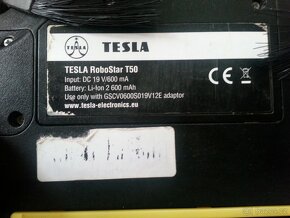 TESLA
TESLA RoboStar T50
Input: DC 19 V/600 mA
Battery: Li-Ion 2 600 mAh
Use only with GSCV0600S019V12E adaptor
www.tesla-electronics.eu